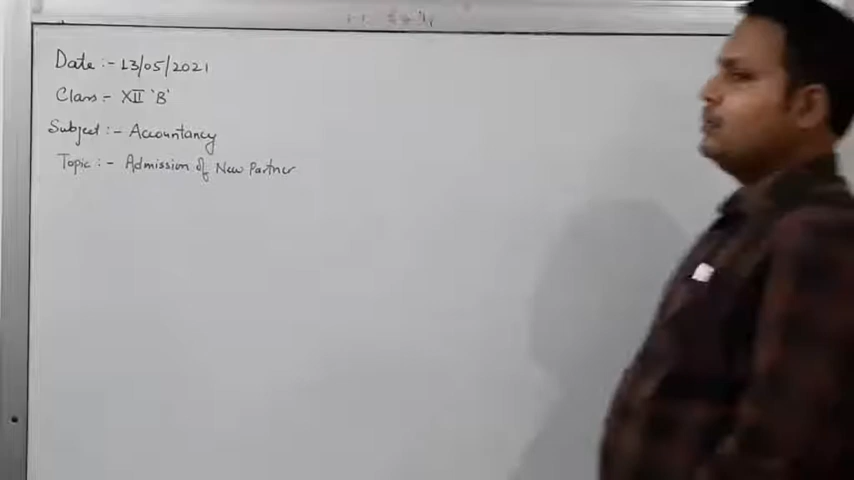 Date :- 13/05/2021
Class :- XII 'B'
Subject :- Accountancy
Topic :- Admission of New Partner